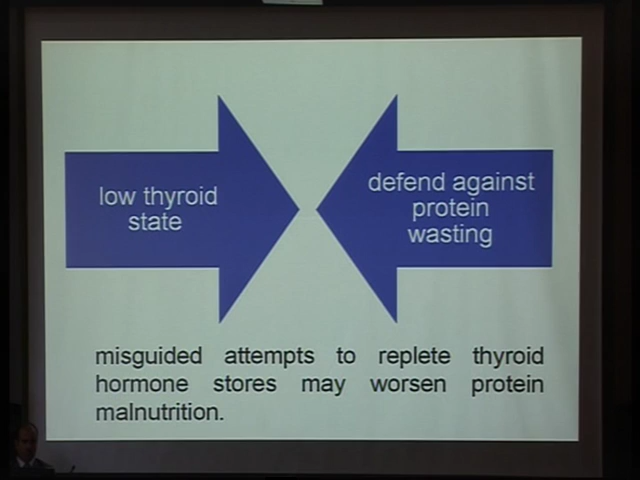 low thyroid
state
defend against
protein
wasting
misguided attempts to replete thyroid
hormone stores may worsen protein
malnutrition.